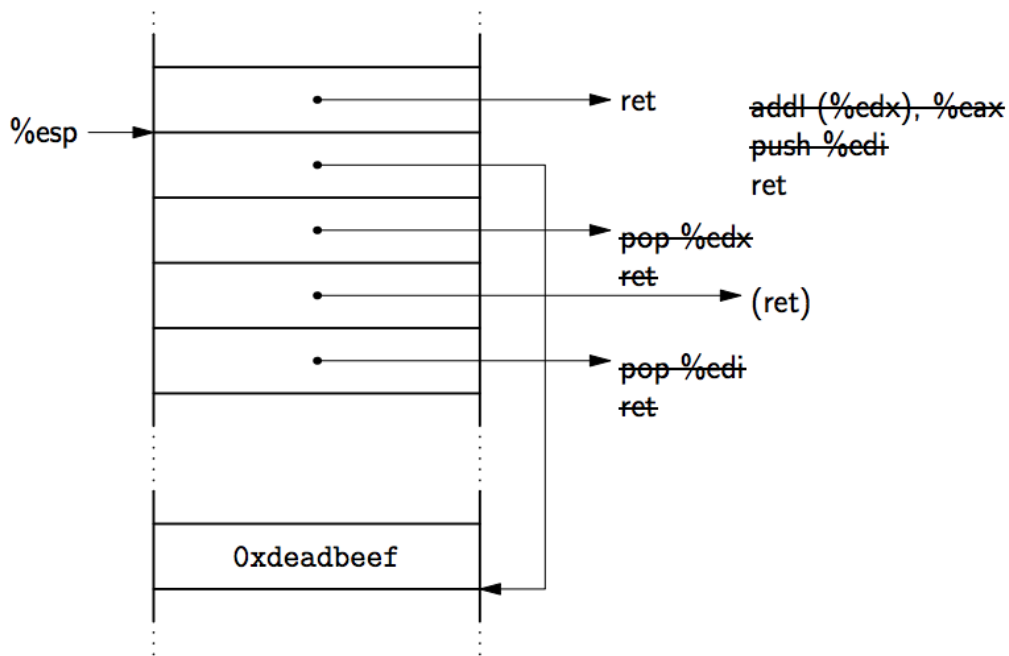 ret
addl (%edx), %eax
push %edi
ret
%esp
pop %edx
ret
(ret)
pop %edi
ret
0xdeadbeef